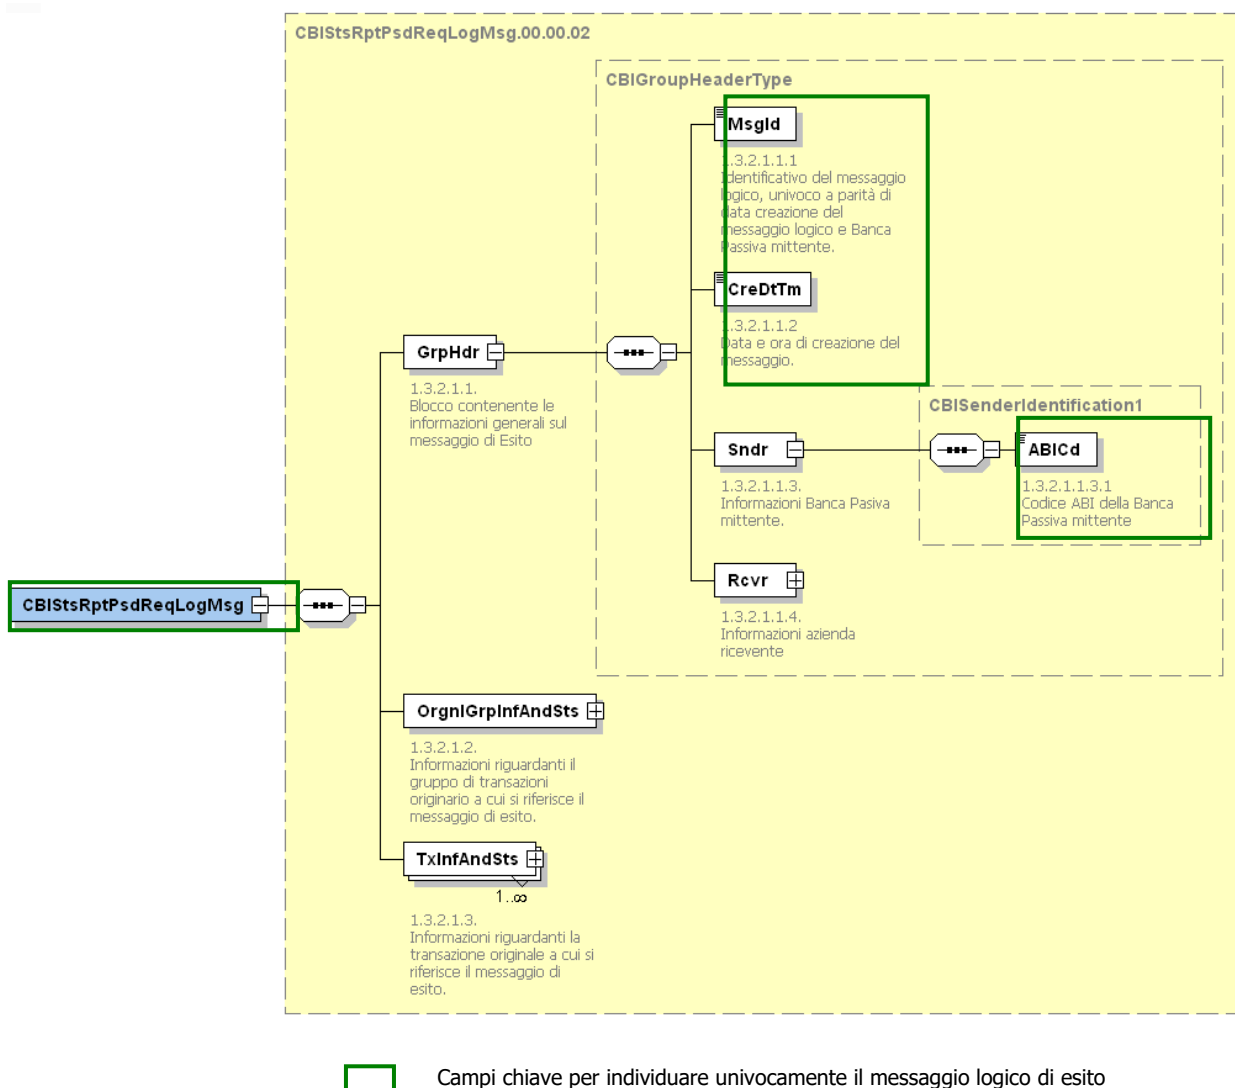 CBIStsRptPsdReqLogMsg.00.00.02
CBIGroupHeaderType
MsgId
1.3.2.1.1.1
Identificativo del messaggio
logico, univoco a parità di
data creazione del
messaggio logico e Banca
Passiva mittente.
CreDtTm
1.3.2.1.1.2
Data e ora di creazione del
messaggio.
GrpHdr
1.3.2.1.1.
Blocco contenente le
informazioni generali sul
messaggio di Esito
CBISenderIdentification1
Sndr
1.3.2.1.1.3.
Informazioni Banca Pasiva
mittente.
ABICd
1.3.2.1.1.3.1
Codice ABI della Banca
Passiva mittente
Rcvr
1.3.2.1.1.4.
Informazioni azienda
ricevente
CBIStsRptPsdReqLogMsg
OrgnlGrpInfAndSts
1.3.2.1.2.
Informazioni riguardanti il
gruppo di transazioni
originario a cui si riferisce il
messaggio di esito.
TxInfAndSts
1..∞
1.3.2.1.3.
Informazioni riguardanti la
transazione originale a cui si
riferisce il messaggio di
esito.
Campi chiave per individuare univocamente il messaggio logico di esito